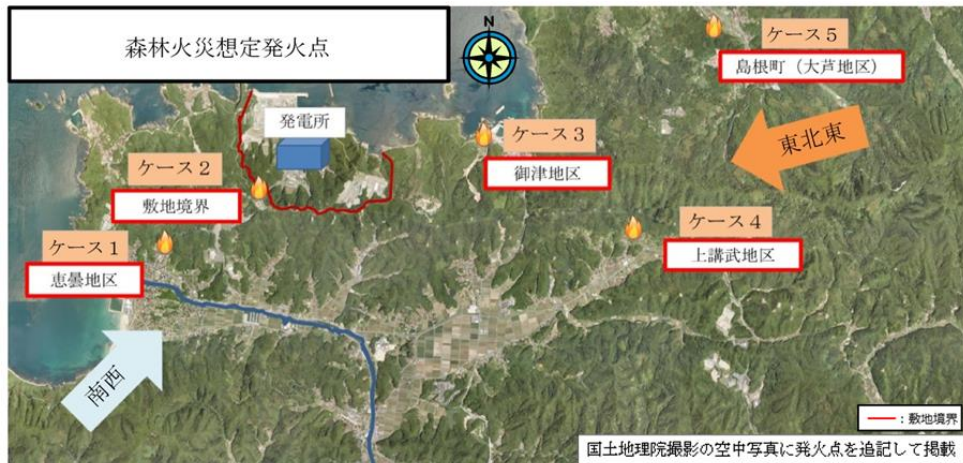 森林火災想定発火点
N
ケース5
島根町（大芦地区）
発電所
ケース3
御津地区
東北東
ケース2
敷地境界
ケース4
上講武地区
ケース1
恵曇地区
南西
：敷地境界
国土地理院撮影の空中写真に発火点を追記して掲載